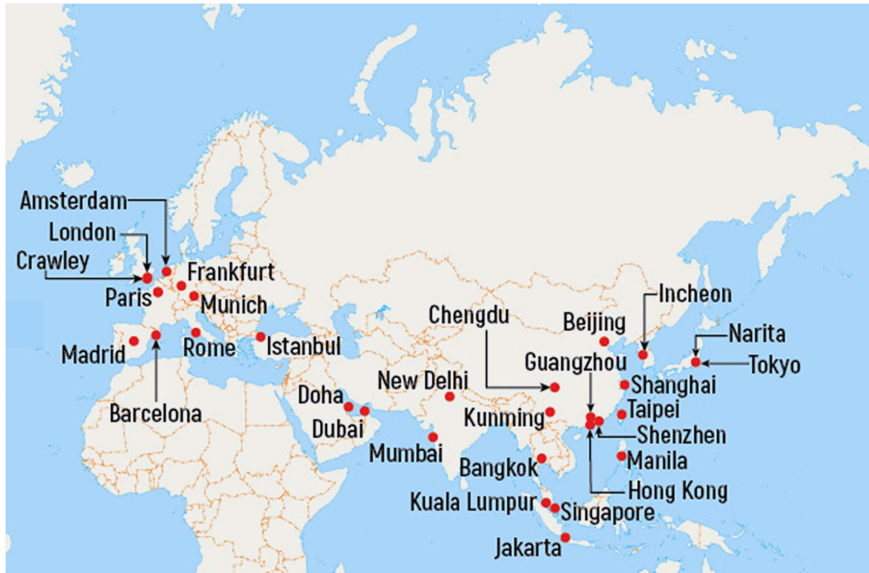 Amsterdam
London
Crawley
Frankfurt
Paris
Munich
Madrid
Rome
Istanbul
Barcelona
Doha
Dubai
New Delhi
Mumbai
Chengdu
Kunming
Guangzhou
Beijing
Incheon
Narita
Tokyo
Shanghai
Taipei
Shenzhen
Manila
Hong Kong
Bangkok
Kuala Lumpur
Singapore
Jakarta